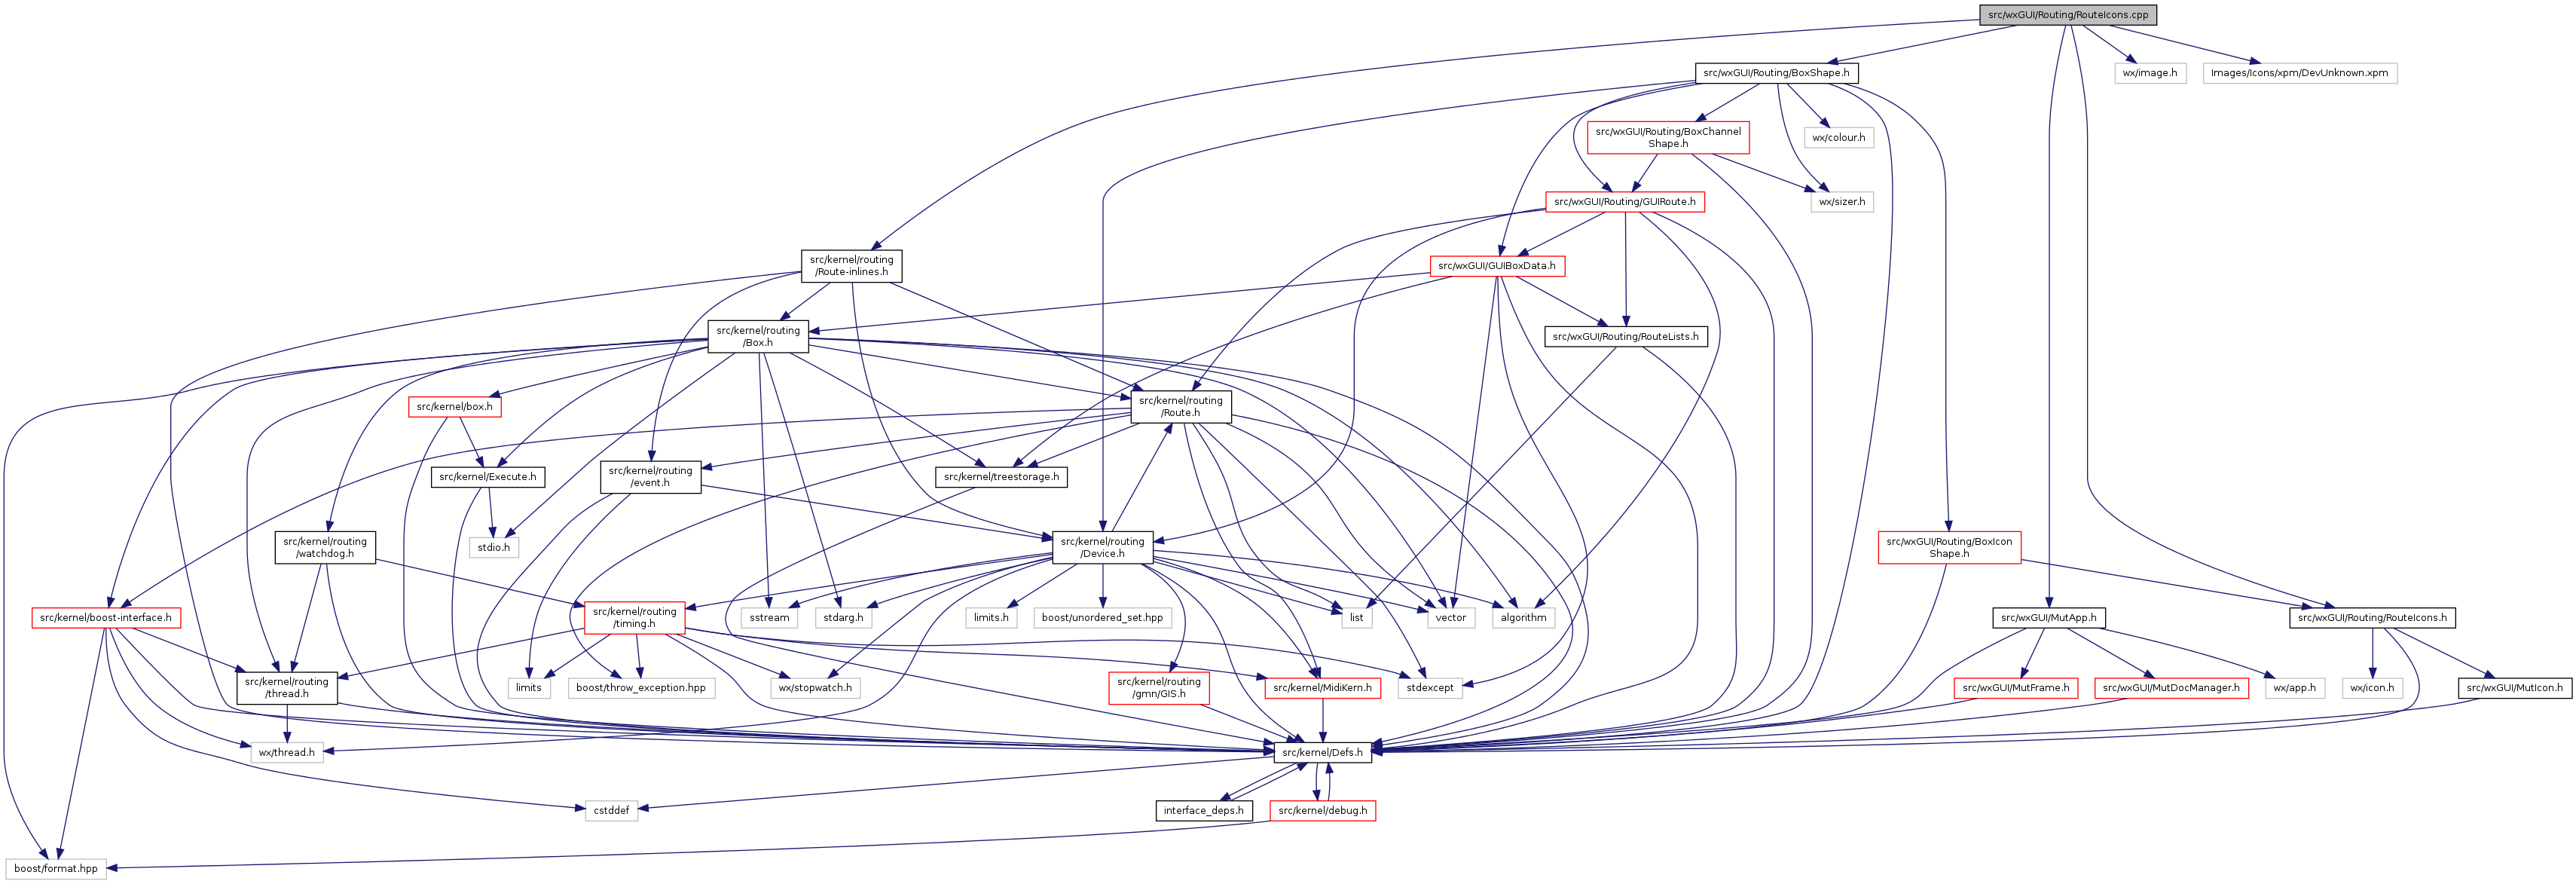 src/wxGUI/Routing/RouteIcons.cpp
src/wxGUI/Routing/BoxShape.h
wx/image.h
Images/Icons/xpm/DevUnknown.xpm
src/wxGUI/Routing/BoxChannel
Shape.h
wx/colour.h
src/wxGUI/Routing/GUIRoute.h
wx/sizer.h
src/kernel/routing
/Route-inlines.h
src/wxGUI/GUIBoxData.h
src/kernel/routing
/Box.h
src/wxGUI/Routing/RouteLists.h
src/kernel/box.h
src/kernel/routing
/Route.h
src/kernel/Execute.h
src/kernel/routing
/event.h
src/kernel/treestorage.h
src/kernel/routing
/watchdog.h
stdio.h
src/kernel/routing
/Device.h
src/wxGUI/Routing/BoxIcon
Shape.h
src/kernel/boost-interface.h
src/kernel/routing
/timing.h
sstream
stdarg.h
limits.h
boost/unordered_set.hpp
list
vector
algorithm
src/wxGUI/MutApp.h
src/wxGUI/Routing/RouteIcons.h
src/kernel/routing
/thread.h
limits
boost/throw_exception.hpp
wx/stopwatch.h
src/kernel/routing
/gmn/GIS.h
src/kernel/MidiKern.h
stdexcept
src/wxGUI/MutFrame.h
src/wxGUI/MutDocManager.h
wx/app.h
wx/icon.h
src/wxGUI/MutIcon.h
wx/thread.h
src/kernel/Defs.h
cstddef
interface_deps.h
src/kernel/debug.h
boost/format.hpp